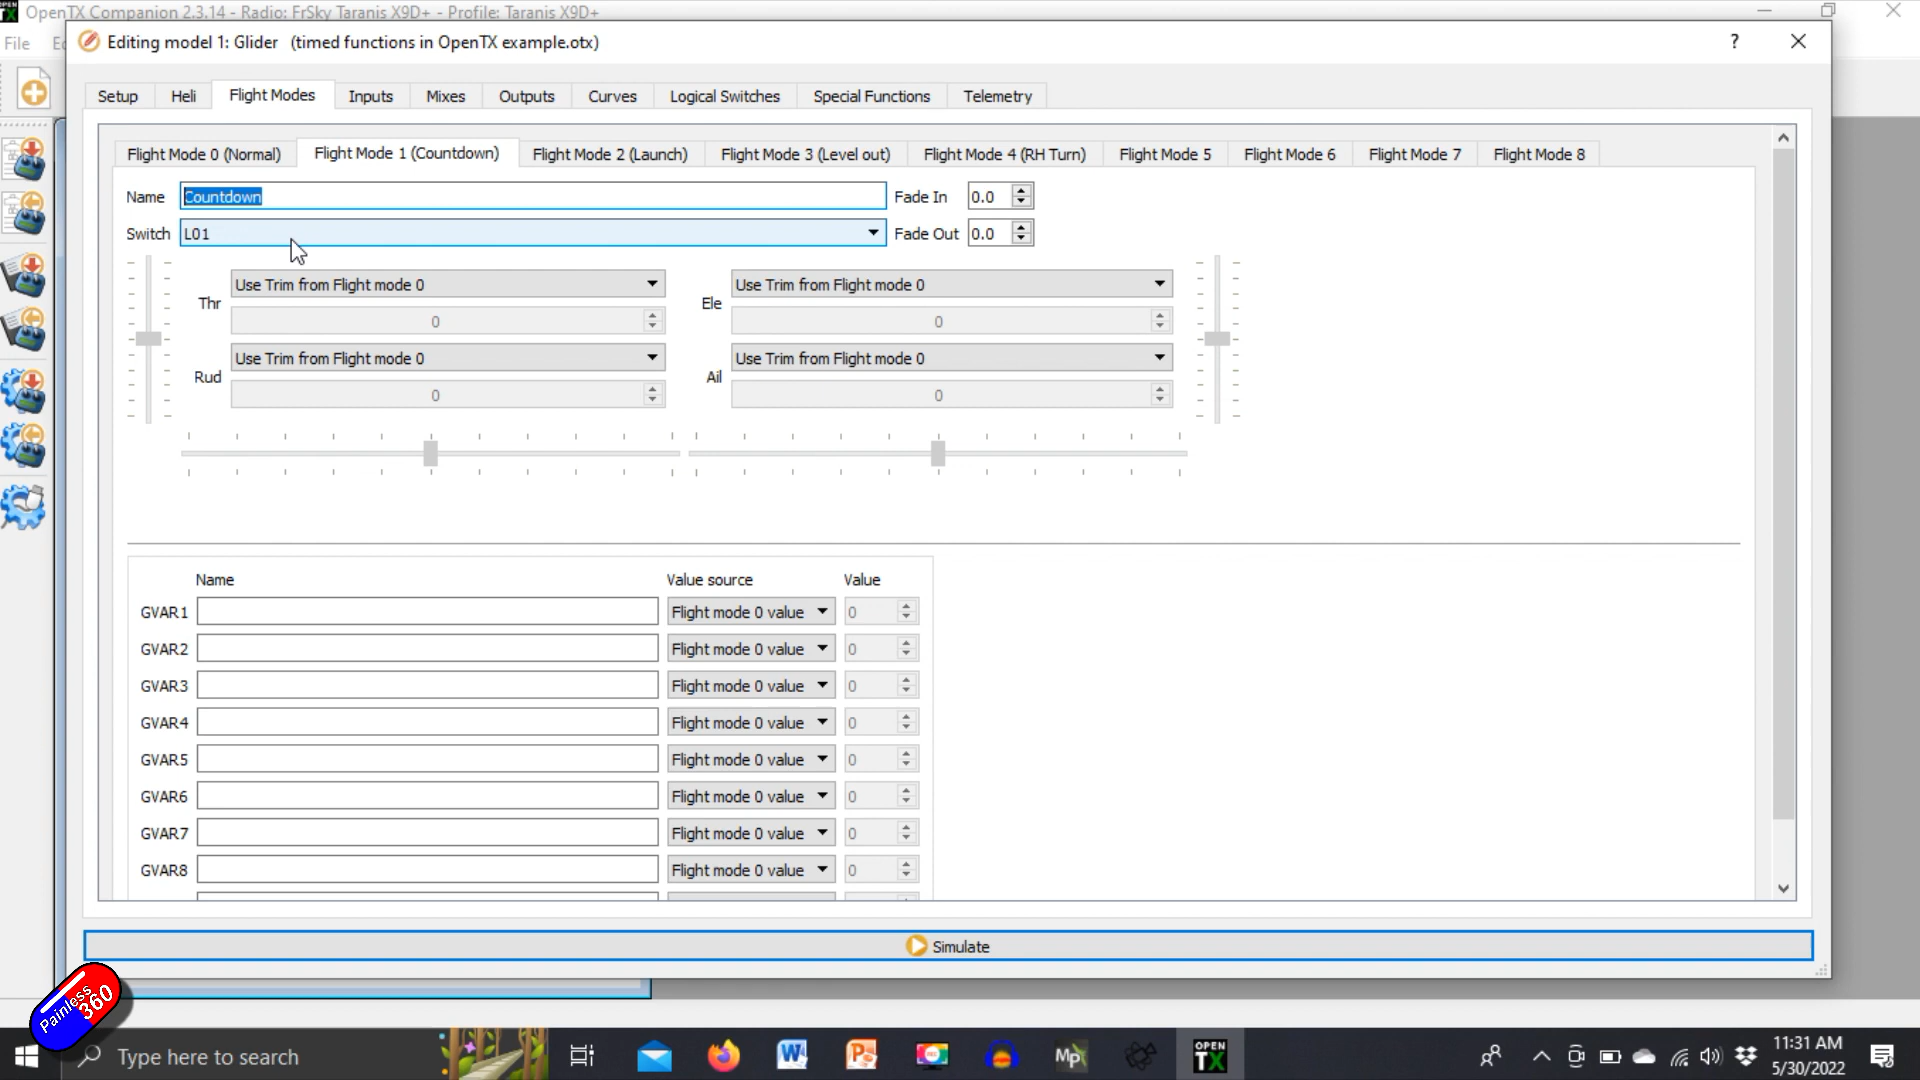 OpenTX Companion 2.3.14 - Radio: FrSky Taranis X9D+ - Profile: Taranis X9D+
File
Editing model 1: Glider (timed functions in OpenTX example.otx)
?
Setup Heli Flight Modes Inputs Mixes Outputs Curves Logical Switches Special Functions Telemetry
Flight Mode 0 (Normal) Flight Mode 1 (Countdown) Flight Mode 2 (Launch) Flight Mode 3 (Level out) Flight Mode 4 (RH Turn) Flight Mode 5 Flight Mode 6 Flight Mode 7 Flight Mode 8
Name Countdown Fade In 0.0
Switch L01 Fade Out 0.0
Thr Use Trim from Flight mode 0 Ele Use Trim from Flight mode 0
0 0
Rud Use Trim from Flight mode 0 Ail Use Trim from Flight mode 0
0 0
Name Value source Value
GVAR1 Flight mode 0 value 0
GVAR2 Flight mode 0 value 0
GVAR3 Flight mode 0 value 0
GVAR4 Flight mode 0 value 0
GVAR5 Flight mode 0 value 0
GVAR6 Flight mode 0 value 0
GVAR7 Flight mode 0 value 0
GVAR8 Flight mode 0 value 0
Simulate
Painless
360
Type here to search
W
P
Mp
OPEN
TX
11:31 AM
5/30/2022